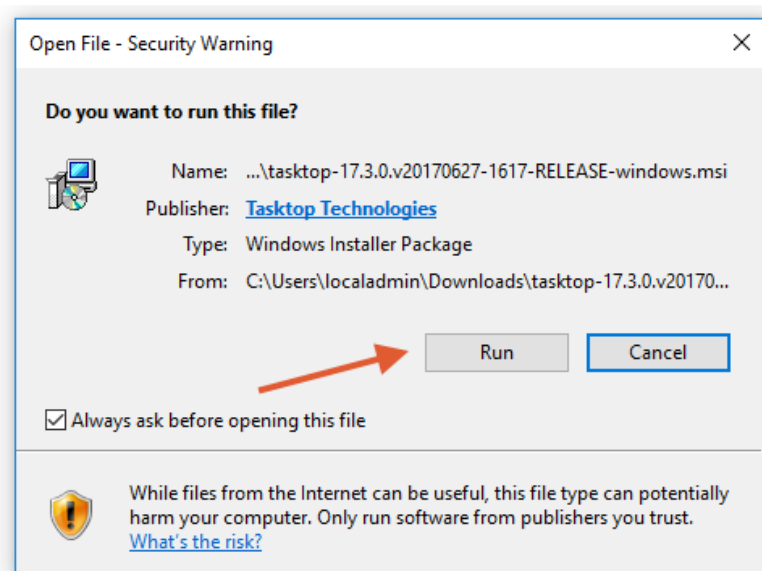 Open File - Security Warning
Do you want to run this file?
Name: ...\tasktop-17.3.0.v20170627-1617-RELEASE-windows.msi
Publisher: Tasktop Technologies
Type: Windows Installer Package
From: C:\Users\localadmin\Downloads\tasktop-17.3.0.v20170...
Run Cancel
Always ask before opening this file
While files from the Internet can be useful, this file type can potentially
harm your computer. Only run software from publishers you trust.
What's the risk?